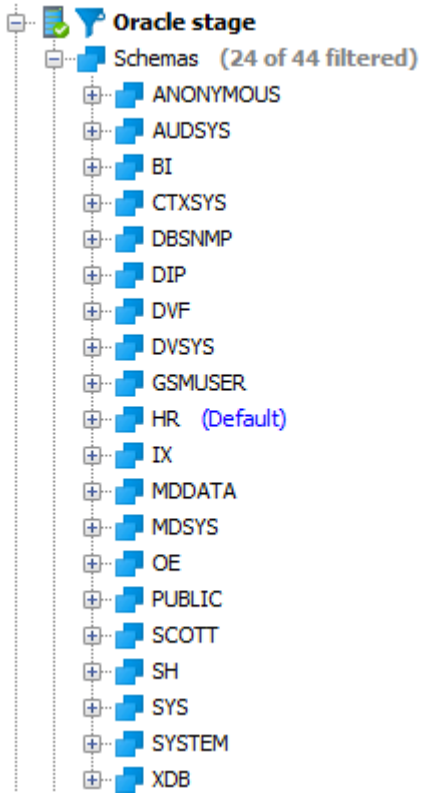 Oracle stage
Schemas (24 of 44 filtered)
ANONYMOUS
AUDSYS
BI
CTXSYS
DBSNMP
DIP
DVF
DVSYS
GSMUSER
HR (Default)
IX
MDDATA
MDSYS
OE
PUBLIC
SCOTT
SH
SYS
SYSTEM
XDB